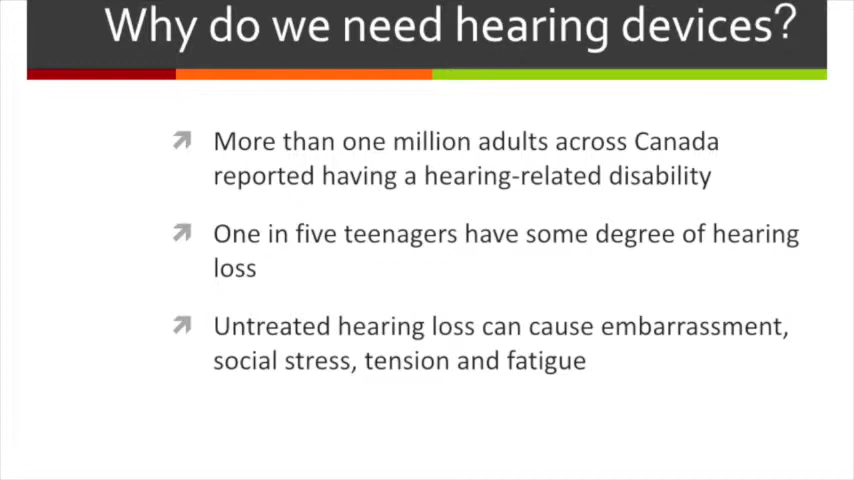 Why do we need hearing devices?
More than one million adults across Canada
reported having a hearing-related disability
One in five teenagers have some degree of hearing
loss
Untreated hearing loss can cause embarrassment,
social stress, tension and fatigue